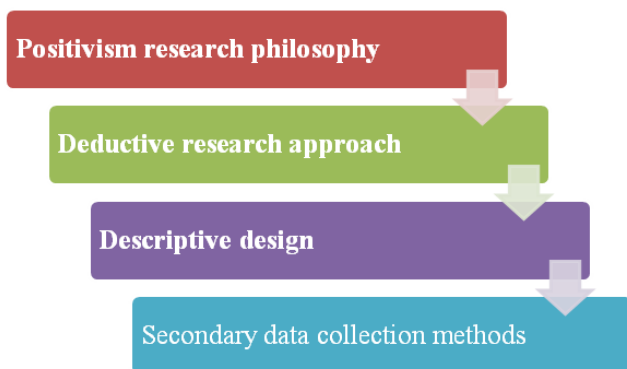 Positivism research philosophy
Deductive research approach
Descriptive design
Secondary data collection methods